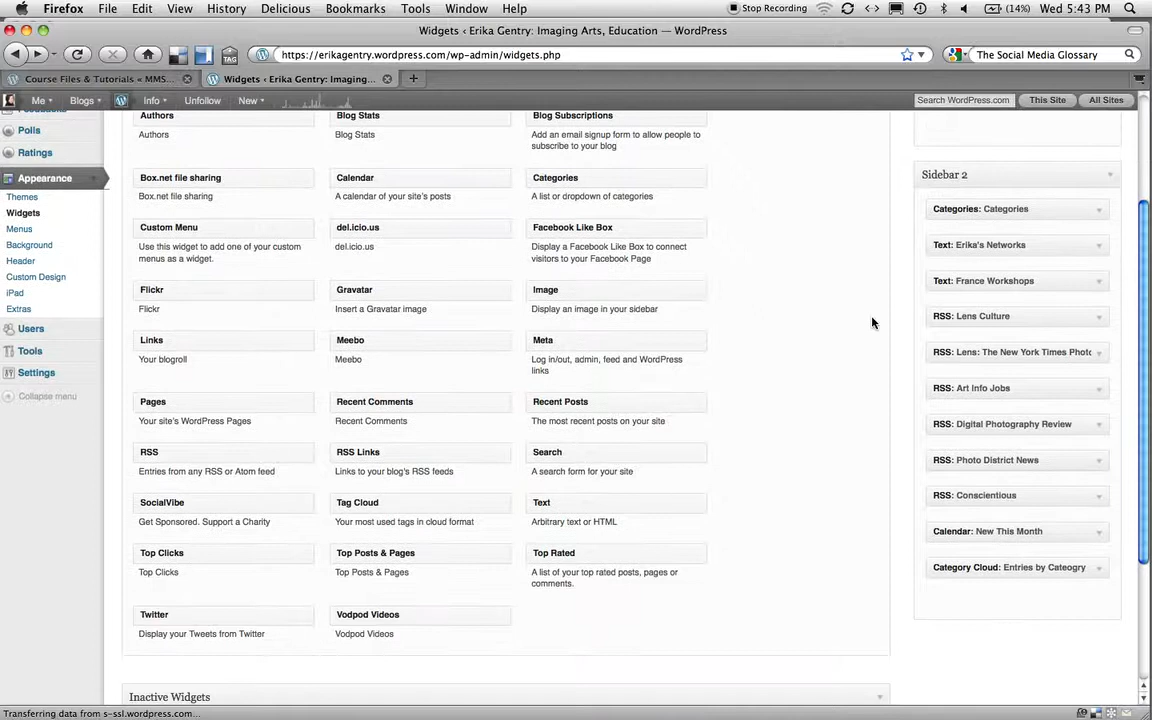 Firefox File Edit View History Delicious Bookmarks Tools Window Help Stop Recording (14%) Wed 5:43 PM
Widgets ‹ Erika Gentry: Imaging Arts, Education — WordPress
https://erikagentry.wordpress.com/wp-admin/widgets.php The Social Media Glossary
TAG
Course Files & Tutorials « MMS... Widgets ‹ Erika Gentry: Imaging...
Me Blogs Info Unfollow New Search WordPress.com This Site All Sites
Polls
Ratings
Appearance
Themes
Widgets
Menus
Background
Header
Custom Design
iPad
Extras
Users
Tools
Settings
Collapse menu
Authors Blog Stats Blog Subscriptions
Authors Blog Stats Add an email signup form to allow people to
subscribe to your blog
Box.net file sharing Calendar Categories
Box.net file sharing A calendar of your site's posts A list or dropdown of categories
Custom Menu del.icio.us Facebook Like Box
Use this widget to add one of your custom del.icio.us Display a Facebook Like Box to connect
menus as a widget. visitors to your Facebook Page
Flickr Gravatar Image
Flickr Insert a Gravatar image Display an image in your sidebar
Links Meebo Meta
Your blogroll Meebo Log in/out, admin, feed and WordPress
links
Pages Recent Comments Recent Posts
Your site's WordPress Pages Recent Comments The most recent posts on your site
RSS RSS Links Search
Entries from any RSS or Atom feed Links to your blog's RSS feeds A search form for your site
SocialVibe Tag Cloud Text
Get Sponsored. Support a Charity Your most used tags in cloud format Arbitrary text or HTML
Top Clicks Top Posts & Pages Top Rated
Top Clicks Top Posts & Pages A list of your top rated posts, pages or
comments.
Twitter Vodpod Videos
Display your Tweets from Twitter Vodpod Videos
Inactive Widgets
Sidebar 2
Categories: Categories
Text: Erika's Networks
Text: France Workshops
RSS: Lens Culture
RSS: Lens: The New York Times Photo
RSS: Art Info Jobs
RSS: Digital Photography Review
RSS: Photo District News
RSS: Conscientious
Calendar: New This Month
Category Cloud: Entries by Cateogry
Transferring data from s-ssl.wordpress.com...